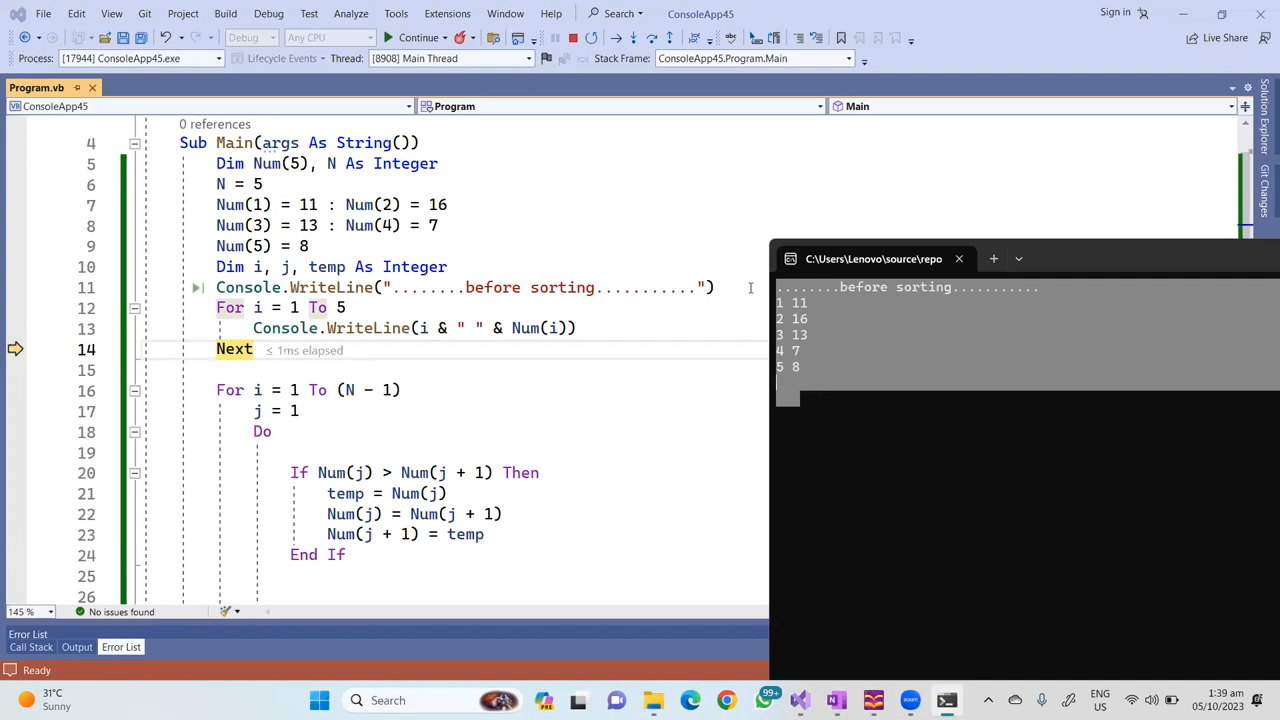 File Edit View Git Project Build Debug Test Analyze Tools Extensions Window Help Search ConsoleApp45 Sign in
Debug Any CPU Continue Live Share
Process: [17944] ConsoleApp45.exe Lifecycle Events Thread: [8908] Main Thread Stack Frame: ConsoleApp45.Program.Main
Program.vb
ConsoleApp45 Program Main
0 references
4 Sub Main(args As String())
5 Dim Num(5), N As Integer
6 N = 5
7 Num(1) = 11 : Num(2) = 16
8 Num(3) = 13 : Num(4) = 7
9 Num(5) = 8
10 Dim i, j, temp As Integer
11 Console.WriteLine("........before sorting...........")
12 For i = 1 To 5
13 Console.WriteLine(i & " " & Num(i))
14 Next ≤ 1ms elapsed
15
16 For i = 1 To (N - 1)
17 j = 1
18 Do
19
20 If Num(j) > Num(j + 1) Then
21 temp = Num(j)
22 Num(j) = Num(j + 1)
23 Num(j + 1) = temp
24 End If
25
26
145 % No issues found
Error List
Call Stack Output Error List
Ready
Solution Explorer
Git Changes
C:\Users\Lenovo\source\repo
........before sorting...........
1 11
2 16
3 13
4 7
5 8
31°C
Sunny
Search
99+
ENG
US
1:39 am
05/10/2023